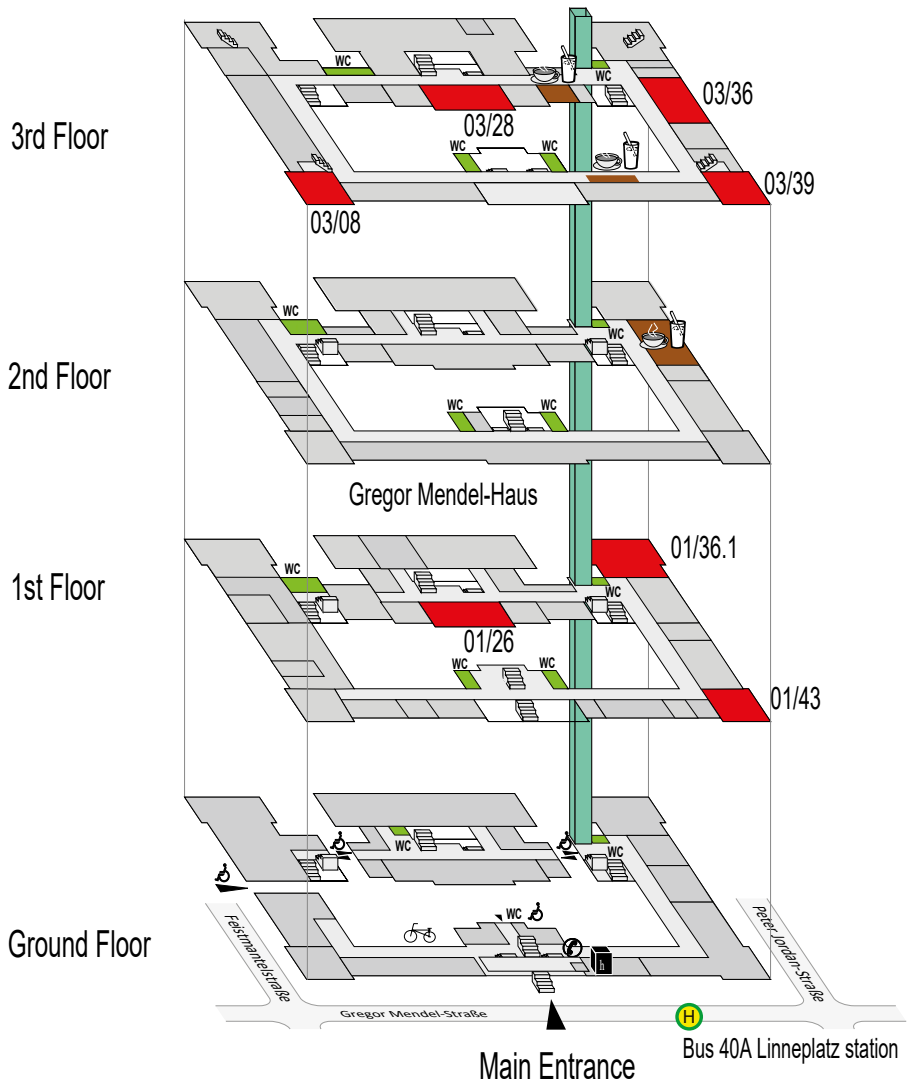 WC
WC
03/36
3rd Floor
03/28
WC
WC
03/39
03/08
WC
WC
2nd Floor
WC
WC
Gregor Mendel-Haus
01/36.1
WC
1st Floor
WC
01/26
WC
WC
01/43
WC
WC
WC
Feistmantelstraße
Peter Jordan-Straße
Ground Floor
h
Gregor Mendel-Straße
H
Bus 40A Linneplatz station
Main Entrance